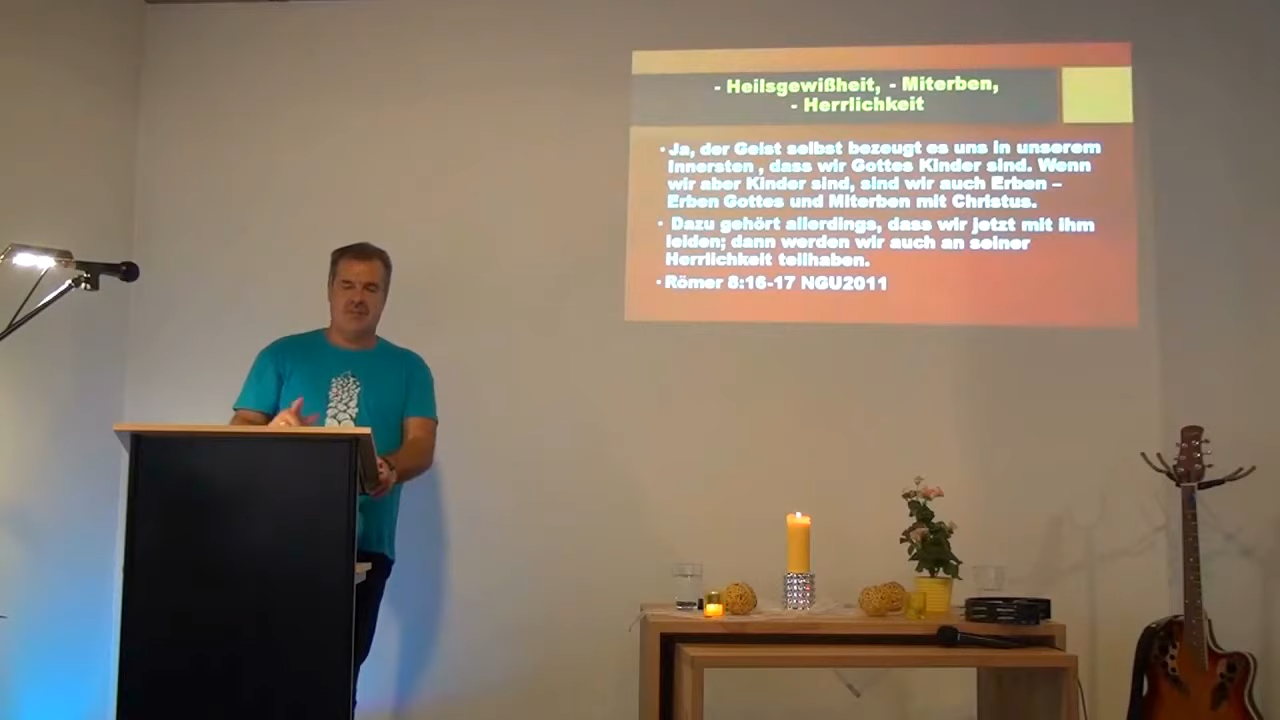 - Heilsgewißheit, - Miterben,
- Herrlichkeit
• Ja, der Geist selbst bezeugt es uns in unserem
Innersten , dass wir Gottes Kinder sind. Wenn
wir aber Kinder sind, sind wir auch Erben –
Erben Gottes und Miterben mit Christus.
• Dazu gehört allerdings, dass wir jetzt mit ihm
leiden; dann werden wir auch an seiner
Herrlichkeit teilhaben.
• Römer 8:16-17 NGU2011